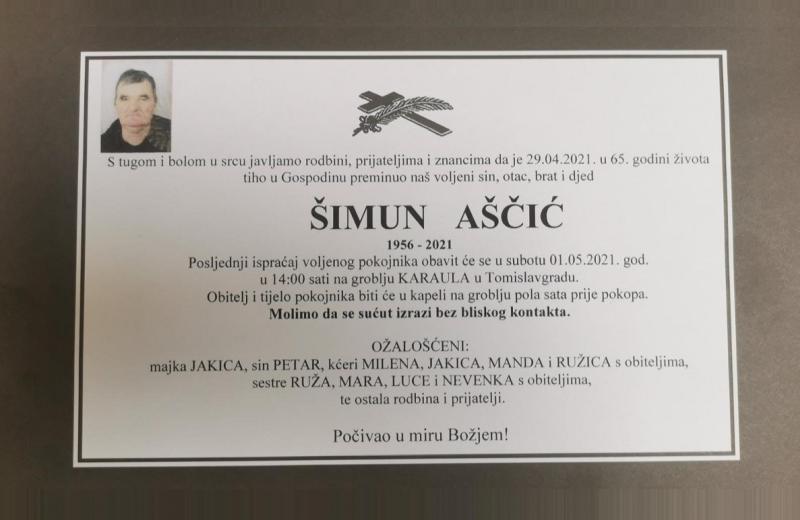 S tugom i bolom u srcu javljamo rodbini, prijateljima i znancima da je 29.04.2021. u 65. godini života
tiho u Gospodinu preminuo naš voljeni sin, otac, brat i djed
ŠIMUN AŠČIĆ
1956 - 2021
Posljednji ispraćaj voljenog pokojnika obavit će se u subotu 01.05.2021. god.
u 14:00 sati na groblju KARAULA u Tomislavgradu.
Obitelj i tijelo pokojnika biti će u kapeli na groblju pola sata prije pokopa.
Molimo da se sućut izrazi bez bliskog kontakta.
OŽALOŠĆENI:
majka JAKICA, sin PETAR, kćeri MILENA, JAKICA, MANDA i RUŽICA s obiteljima,
sestre RUŽA, MARA, LUCE i NEVENKA s obiteljima,
te ostala rodbina i prijatelji.
Počivao u miru Božjem!